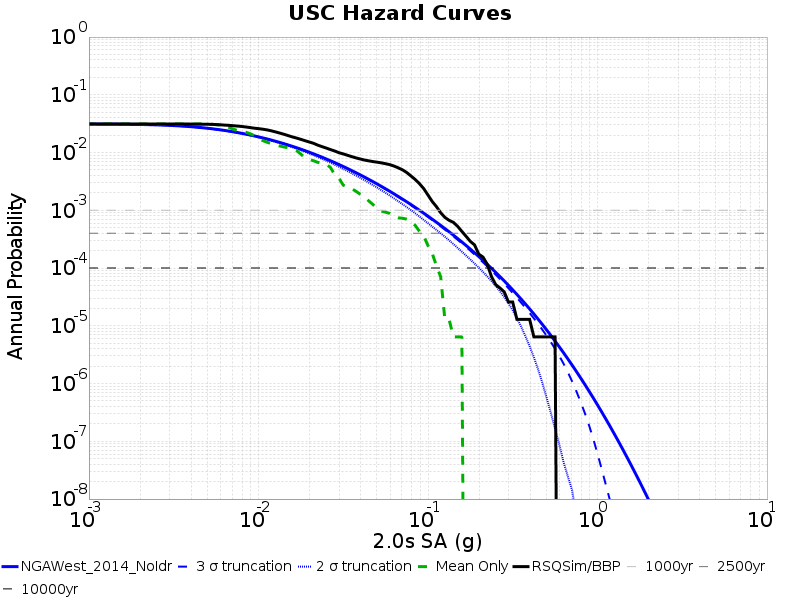 USC Hazard Curves
10^0
10^-1
10^-2
10^-3
10^-4
10^-5
10^-6
10^-7
10^-8
Annual Probability
10^-3 10^-2 10^-1 10^0 10^1
2.0s SA (g)
NGAWest_2014_NoIdr 3 σ truncation 2 σ truncation Mean Only RSQSim/BBP 1000yr 2500yr
10000yr